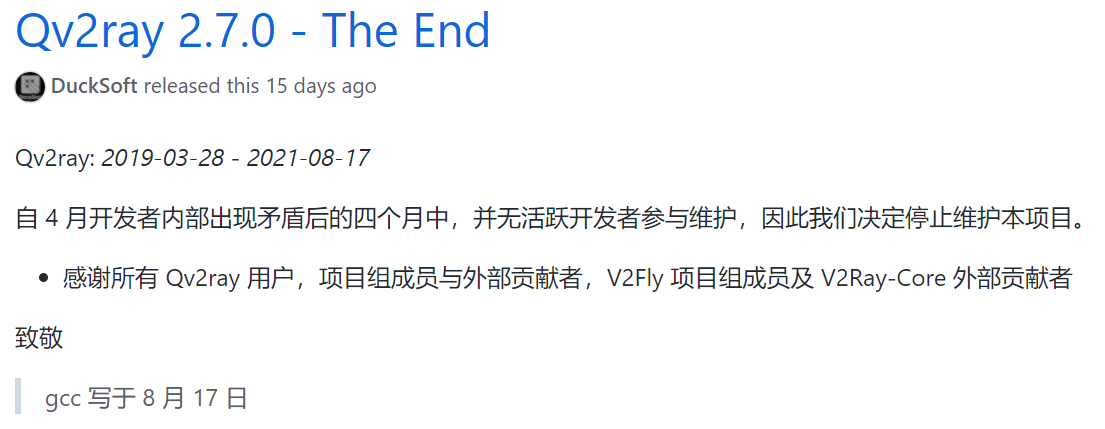 Qv2ray 2.7.0 - The End
DuckSoft released this 15 days ago
Qv2ray: 2019-03-28 - 2021-08-17
自 4 月开发者内部出现矛盾后的四个月中，并无活跃开发者参与维护，因此我们决定停止维护本项目。
• 感谢所有 Qv2ray 用户，项目组成员与外部贡献者，V2Fly 项目组成员及 V2Ray-Core 外部贡献者
致敬
gcc 写于 8 月 17 日